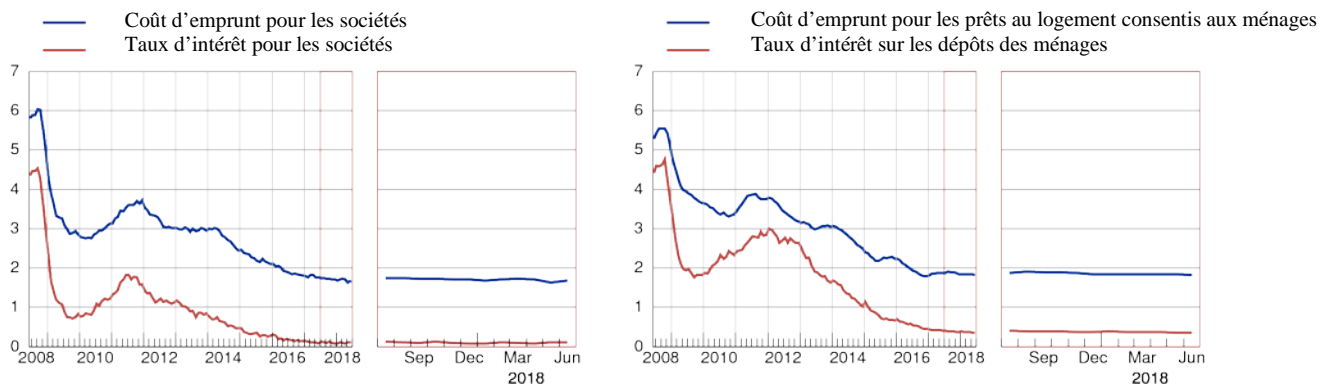 Coût d'emprunt pour les sociétés
Taux d'intérêt pour les sociétés
7
6
5
4
3
2
1
0
2008 2010 2012 2014 2016 2018
Sep Dec Mar Jun
2018
Coût d'emprunt pour les prêts au logement consentis aux ménages
Taux d'intérêt sur les dépôts des ménages
7
6
5
4
3
2
1
0
2008 2010 2012 2014 2016 2018
Sep Dec Mar Jun
2018